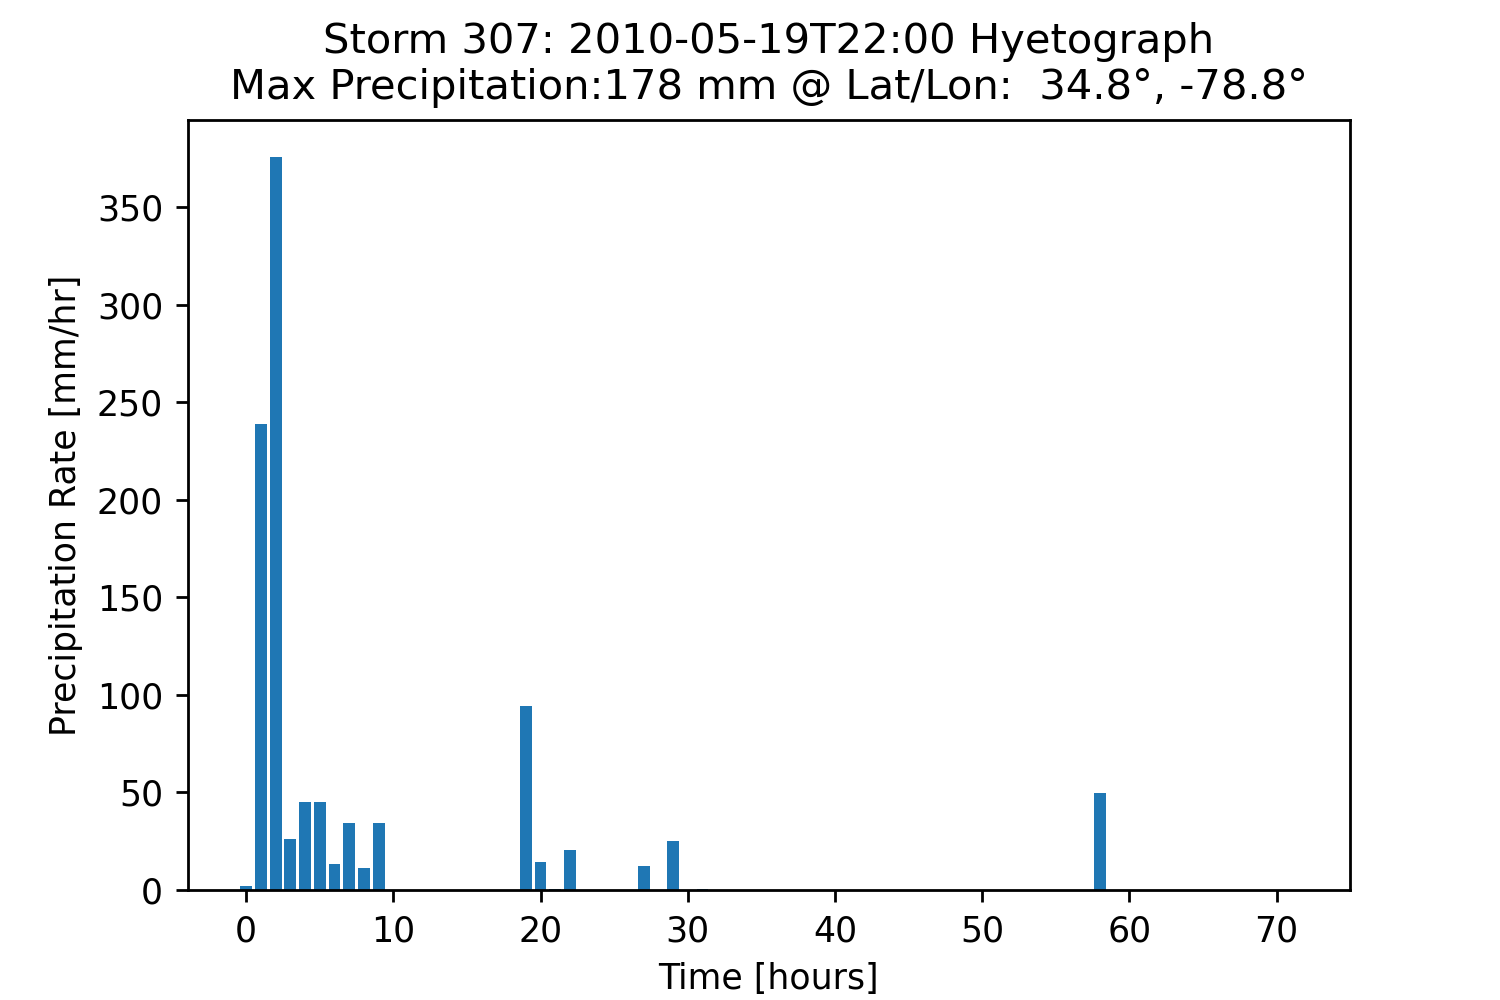 Storm 307: 2010-05-19T22:00 Hyetograph
Max Precipitation:178 mm @ Lat/Lon:  34.8°, -78.8°
Precipitation Rate [mm/hr]
350
300
250
200
150
100
50
0
0 10 20 30 40 50 60 70
Time [hours]